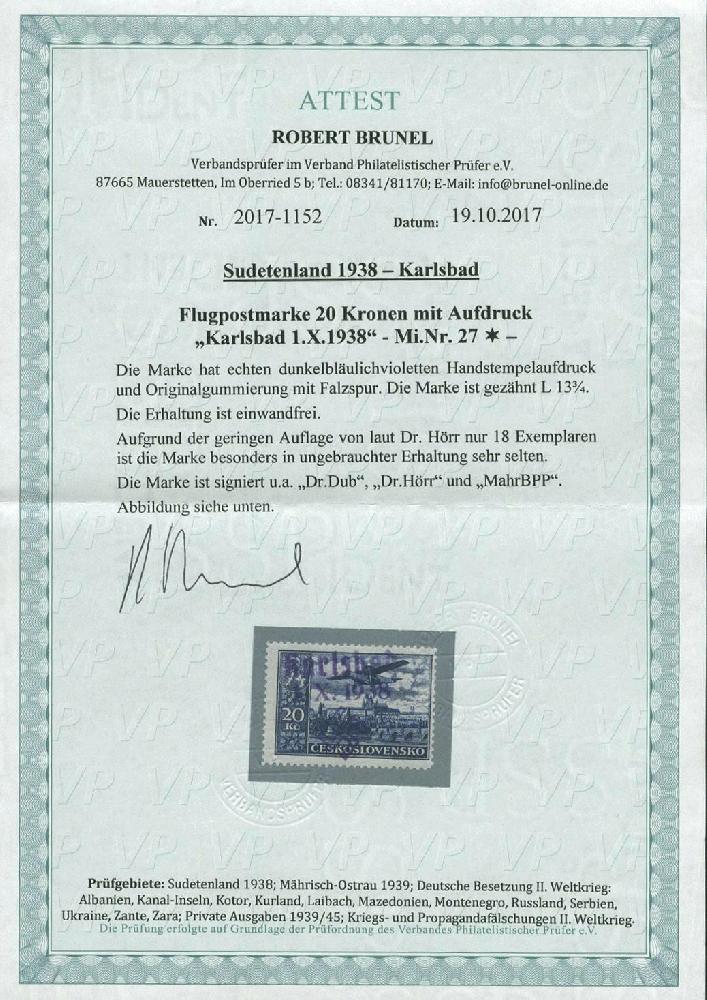 ATTEST
ROBERT BRUNEL
Verbandsprüfer im Verband Philatelistischer Prüfer e.V.
87665 Mauerstetten, Im Oberried 5 b; Tel.: 08341/81170; E-Mail: info@brunel-online.de
Nr. 2017-1152 Datum: 19.10.2017
Sudetenland 1938 – Karlsbad
Flugpostmarke 20 Kronen mit Aufdruck
„Karlsbad 1.X.1938“ - Mi.Nr. 27 ✶ –
Die Marke hat echten dunkelbläulichvioletten Handstempelaufdruck
und Originalgummierung mit Falzspur. Die Marke ist gezähnt L 13¾.
Die Erhaltung ist einwandfrei.
Aufgrund der geringen Auflage von laut Dr. Hörr nur 18 Exemplaren
ist die Marke besonders in ungebrauchter Erhaltung sehr selten.
Die Marke ist signiert u.a. „Dr.Dub“, „Dr.Hörr“ und „MahrBPP“.
Abbildung siehe unten.
BRUNEL
Karlsbad
X. 1938
20
Kč
ČESKOSLOVENSKO
VERBANDSPRÜFER
Prüfgebiete: Sudetenland 1938; Mährisch-Ostrau 1939; Deutsche Besetzung II. Weltkrieg:
Albanien, Kanal-Inseln, Kotor, Kurland, Laibach, Mazedonien, Montenegro, Russland, Serbien,
Ukraine, Zante, Zara; Private Ausgaben 1939/45; Kriegs- und Propagandafälschungen II. Weltkrieg.
Die Prüfung erfolgte auf Grundlage der Prüfordnung des Verbandes Philatelistischer Prüfer e.V.